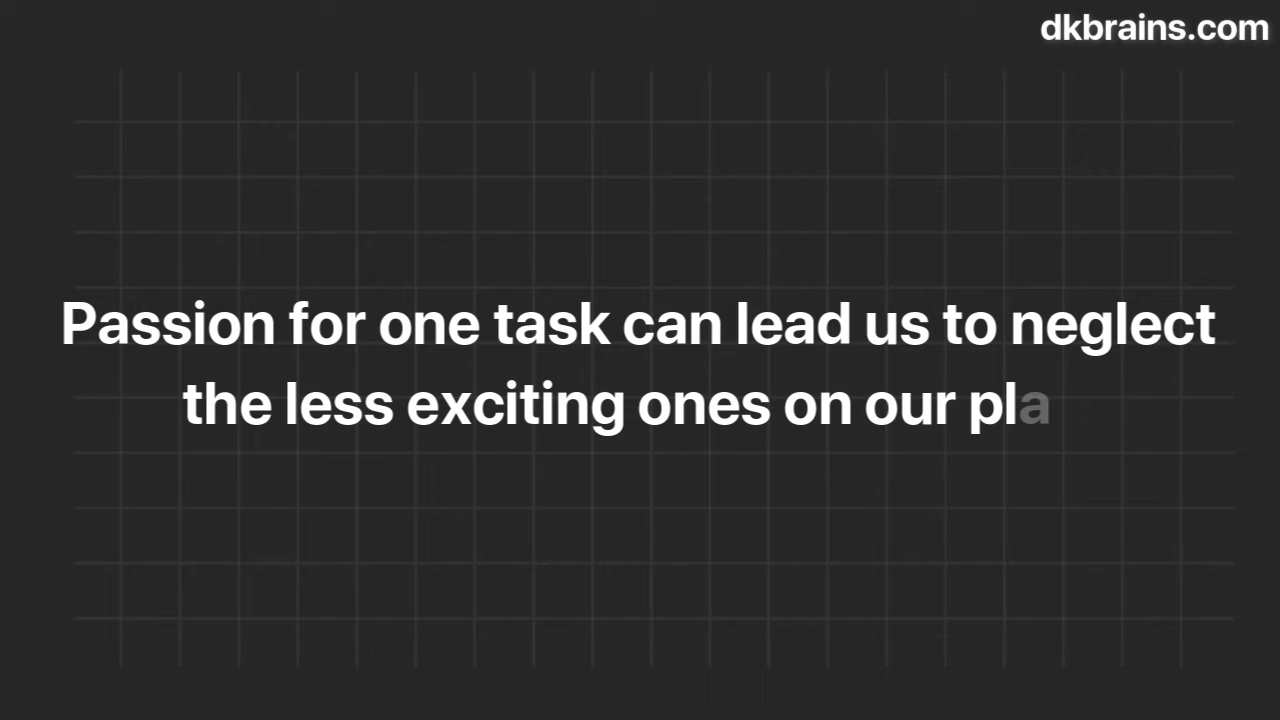 dkbrains.com
Passion for one task can lead us to neglect
the less exciting ones on our pla